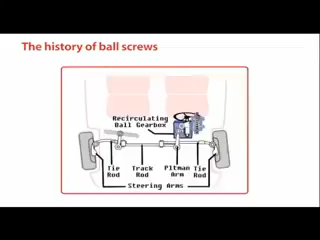 The history of ball screws
Recirculating
Ball Gearbox
Tie
Rod
Track
Rod
Pitman
Arm
Tie
Rod
Steering Arms